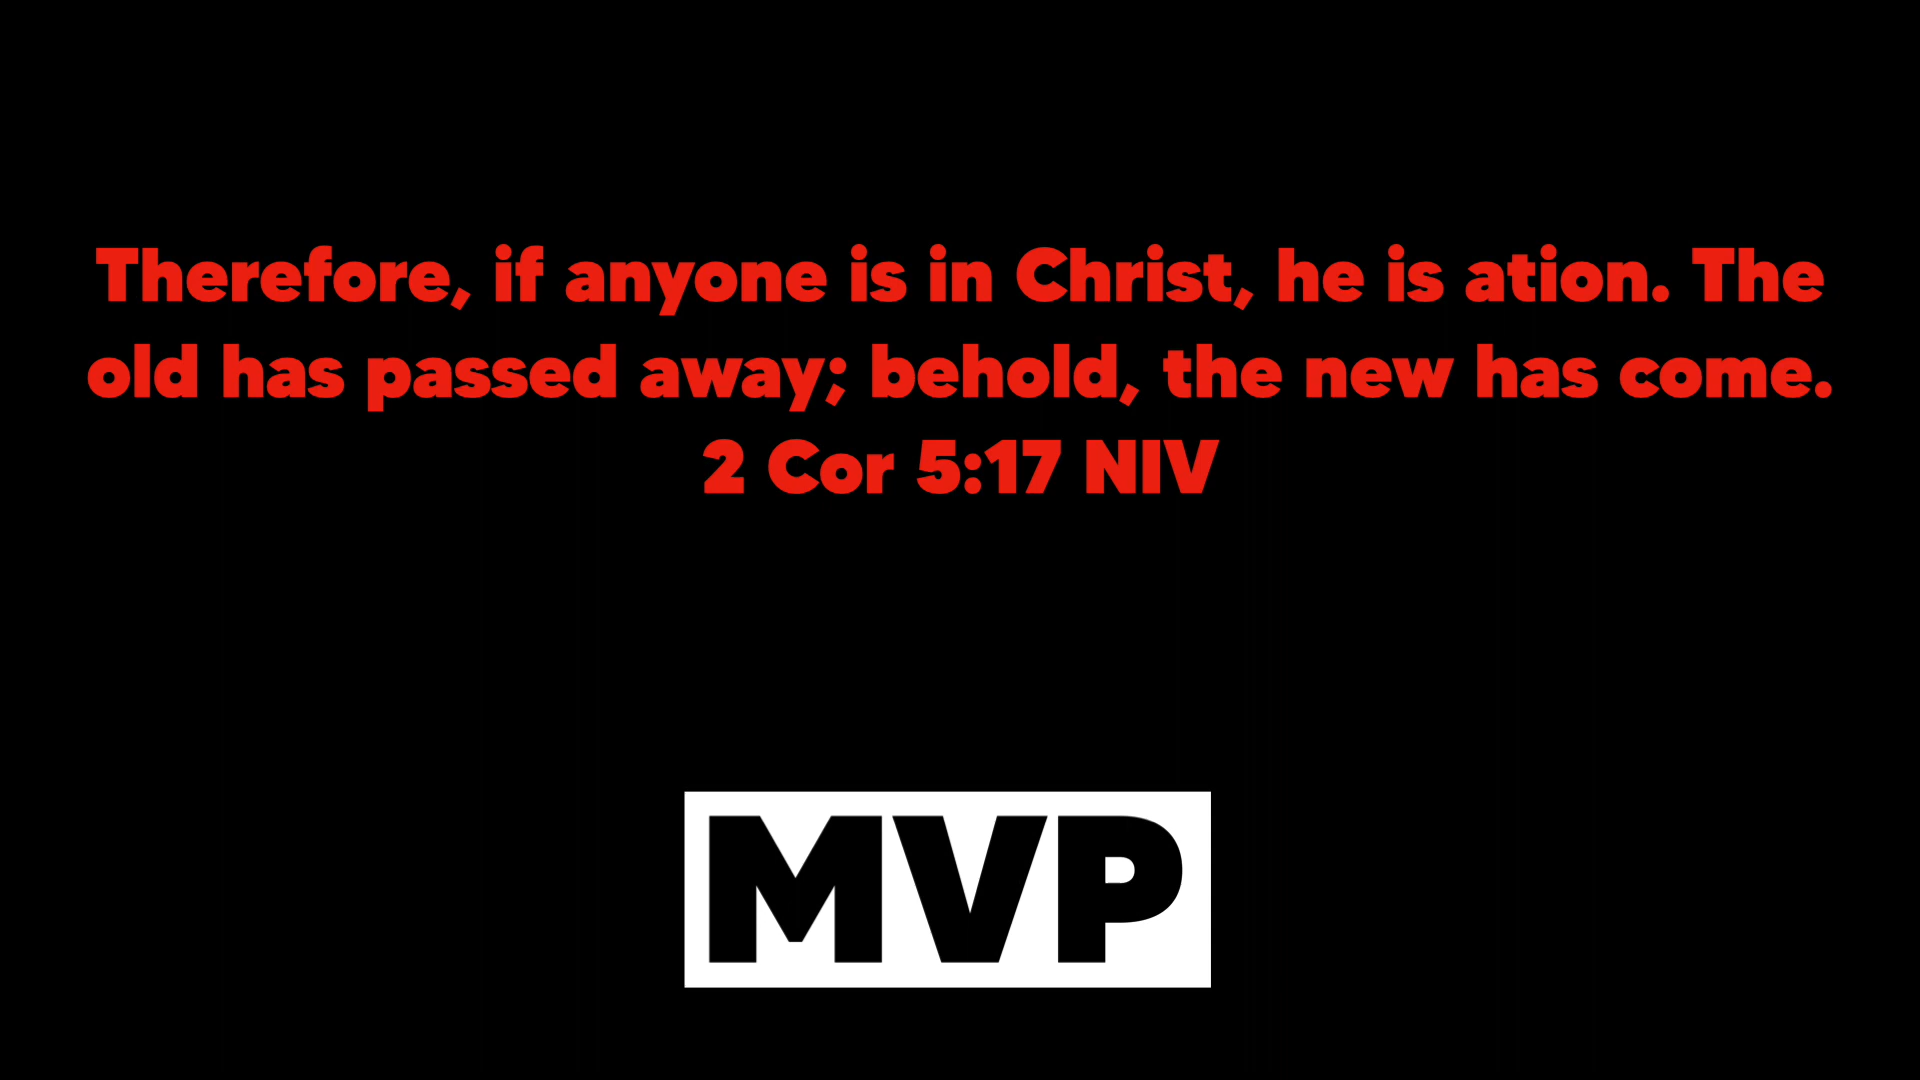 Therefore, if anyone is in Christ, he is ation. The
old has passed away; behold, the new has come.
2 Cor 5:17 NIV
MVP